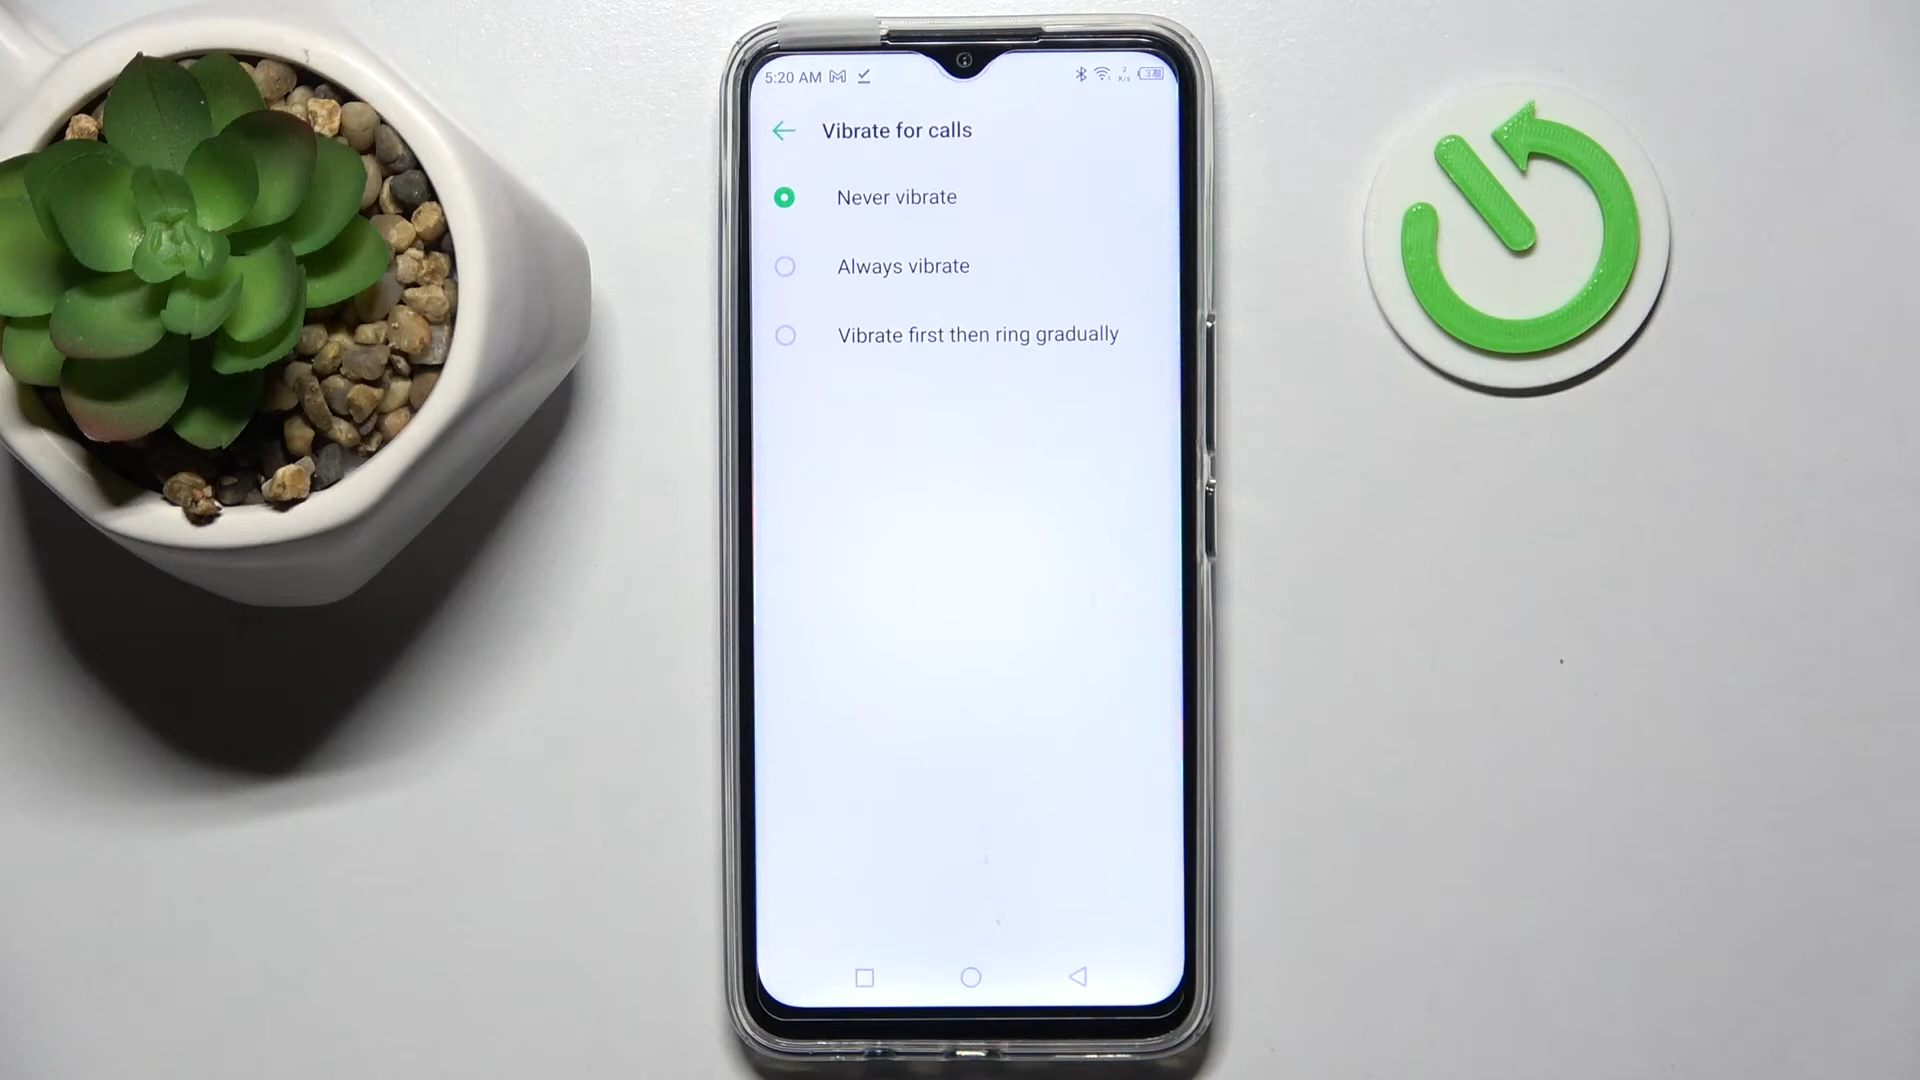 5:20 AM
Vibrate for calls
Never vibrate
Always vibrate
Vibrate first then ring gradually